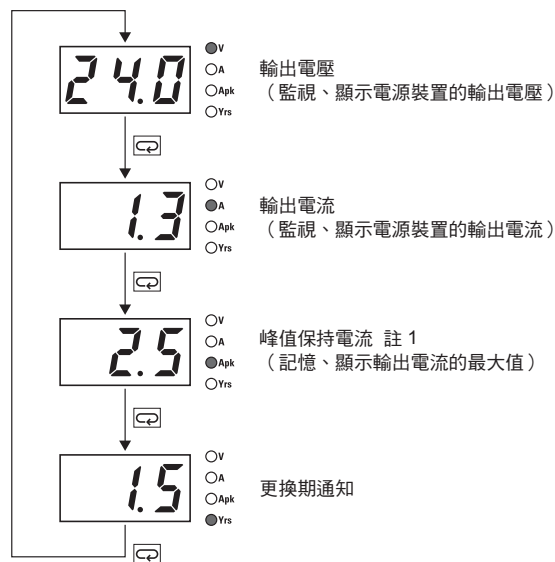 24.0
V
A
Apk
Yrs
輸出電壓
（監視、顯示電源裝置的輸出電壓）
1.3
V
A
Apk
Yrs
輸出電流
（監視、顯示電源裝置的輸出電流）
2.5
V
A
Apk
Yrs
峰值保持電流 註 1
（記憶、顯示輸出電流的最大值）
1.5
V
A
Apk
Yrs
更換期通知